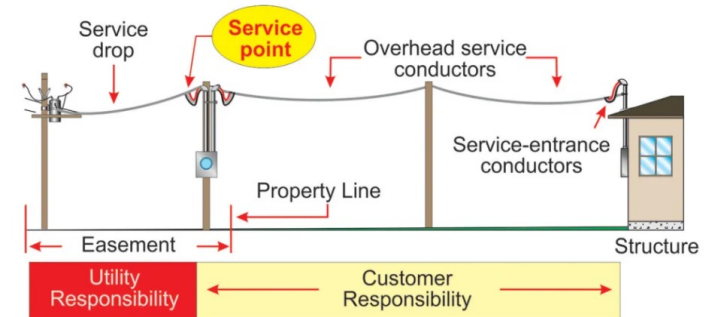 Service
drop
Service
point
Overhead service
conductors
Service-entrance
conductors
Property Line
Easement
Structure
Utility
Responsibility
Customer
Responsibility